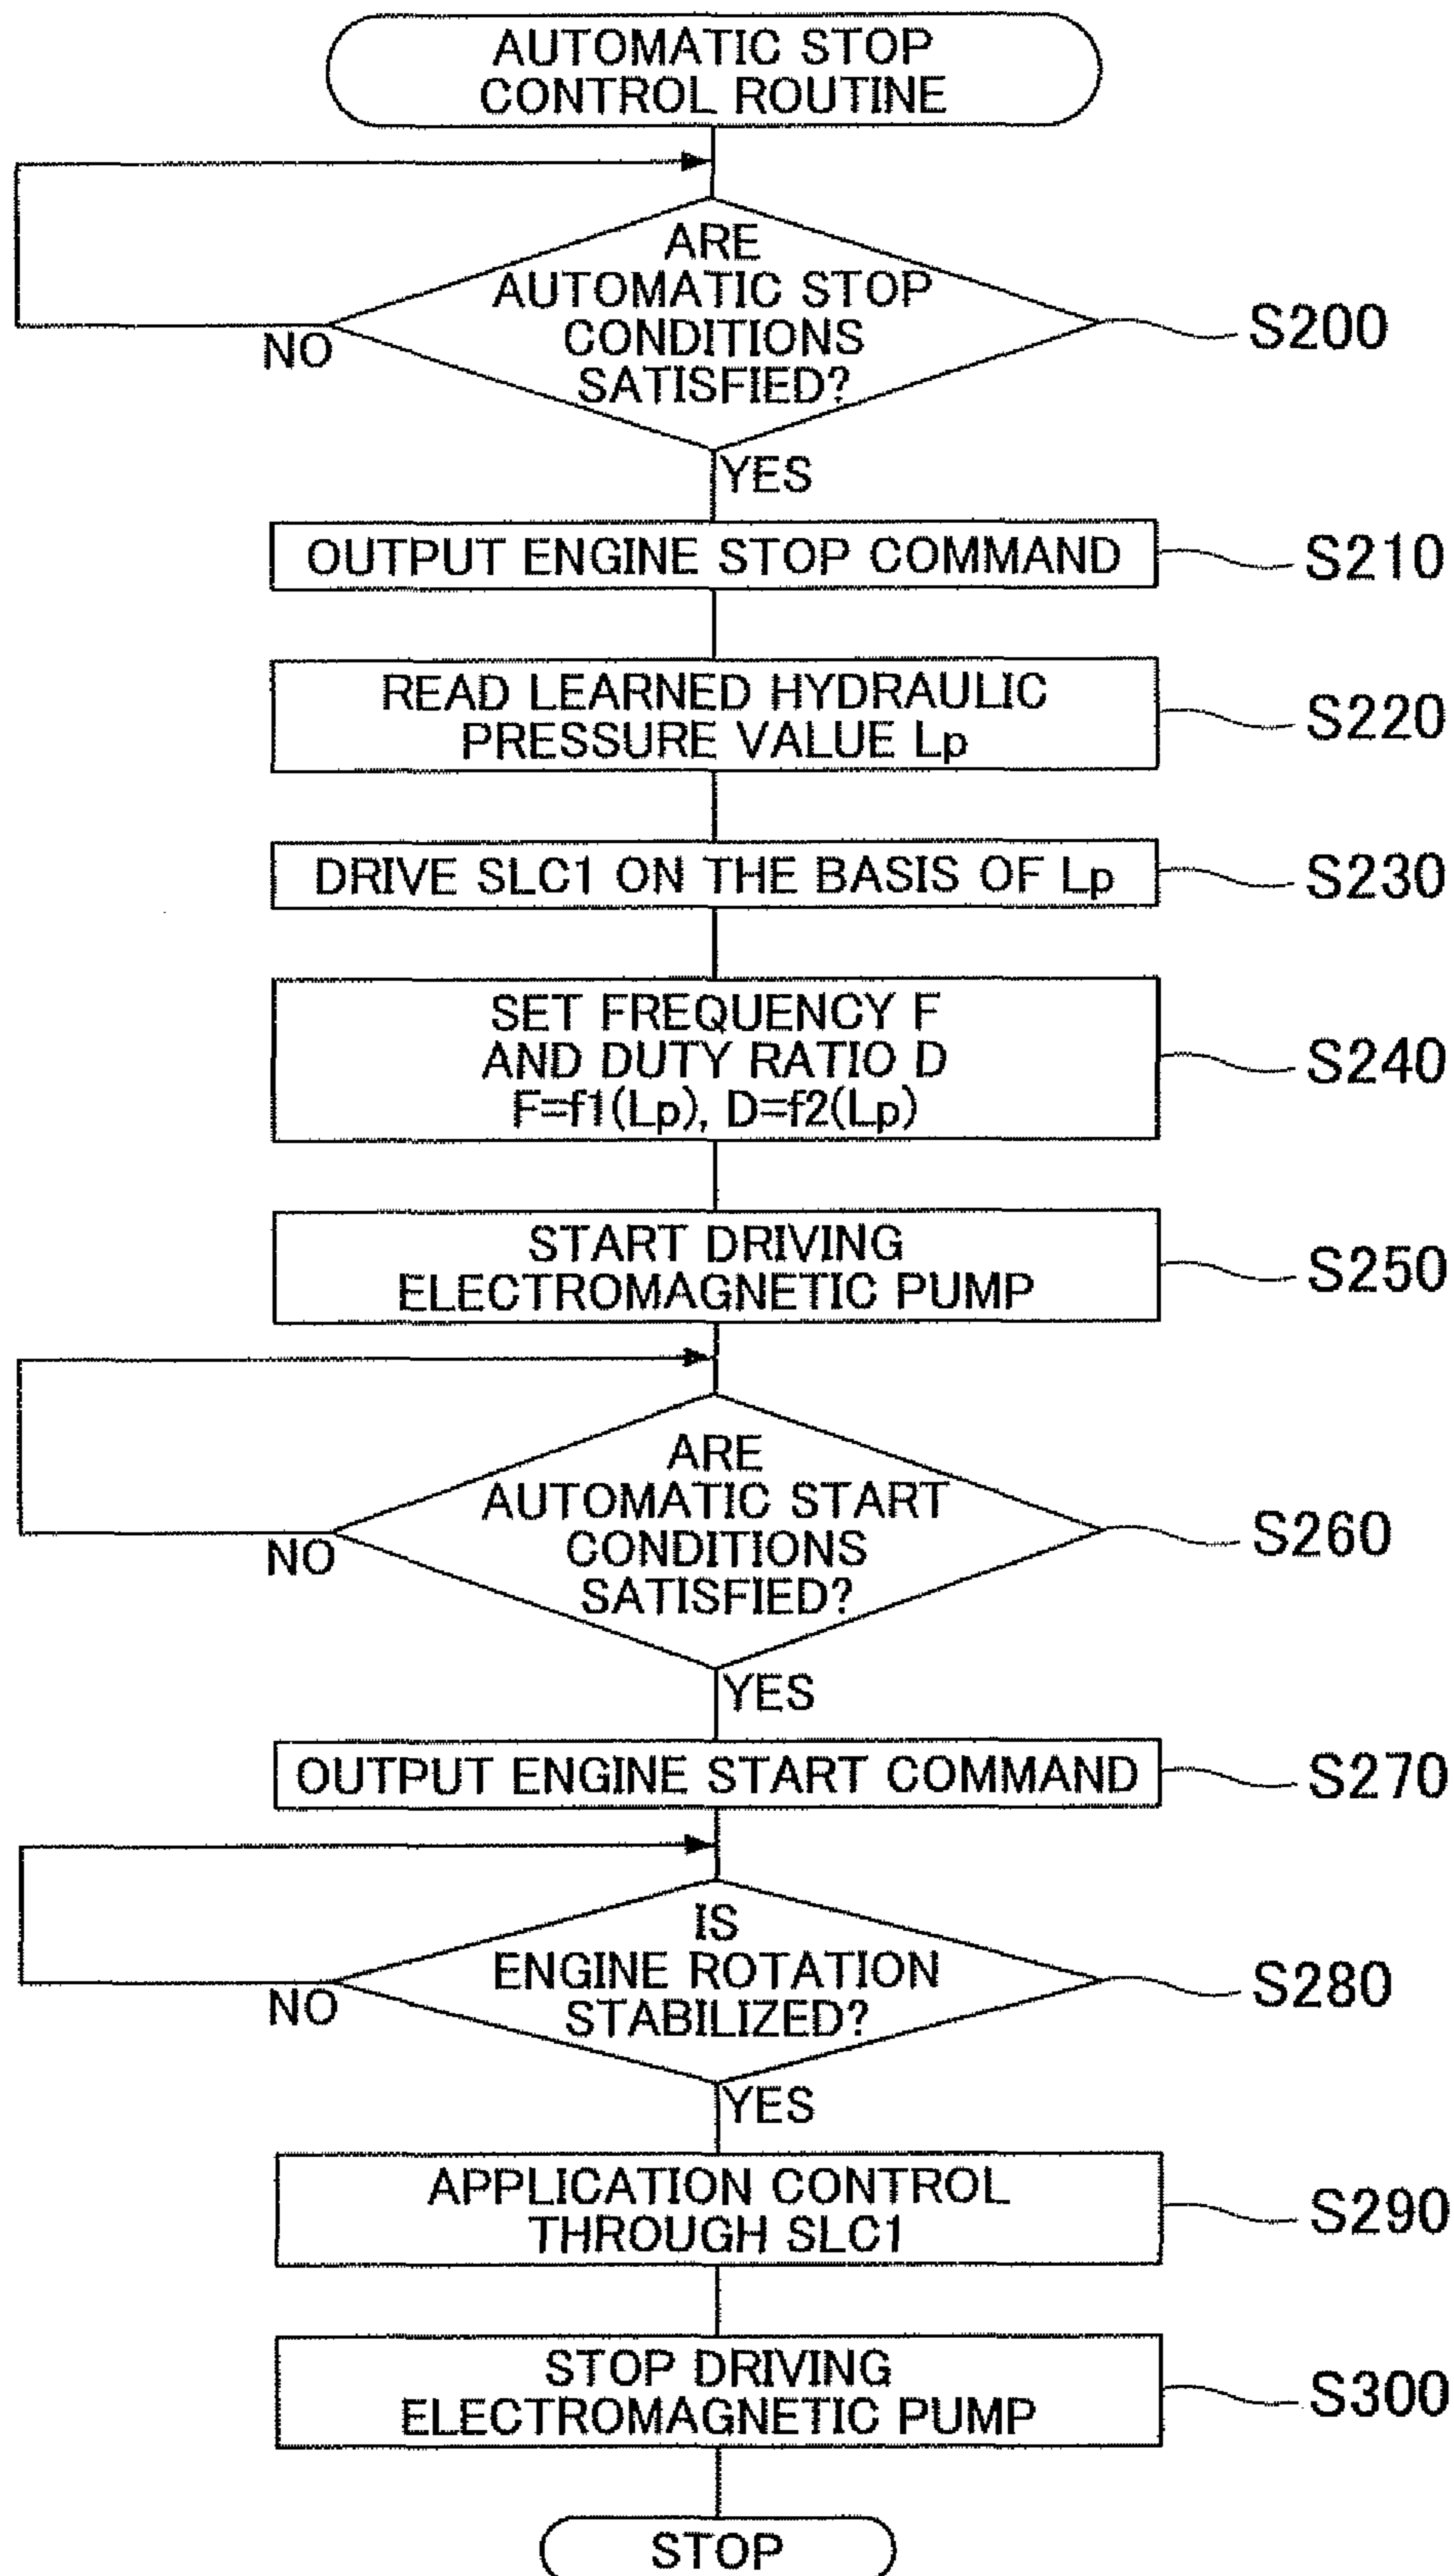 AUTOMATIC STOP
CONTROL ROUTINE
ARE
AUTOMATIC STOP
CONDITIONS
SATISFIED?
S200
NO
YES
OUTPUT ENGINE STOP COMMAND
S210
READ LEARNED HYDRAULIC
PRESSURE VALUE Lp
S220
DRIVE SLC1 ON THE BASIS OF Lp
S230
SET FREQUENCY F
AND DUTY RATIO D
F=f1(Lp), D=f2(Lp)
S240
START DRIVING
ELECTROMAGNETIC PUMP
S250
ARE
AUTOMATIC START
CONDITIONS
SATISFIED?
S260
NO
YES
OUTPUT ENGINE START COMMAND
S270
IS
ENGINE ROTATION
STABILIZED?
S280
NO
YES
APPLICATION CONTROL
THROUGH SLC1
S290
STOP DRIVING
ELECTROMAGNETIC PUMP
S300
STOP